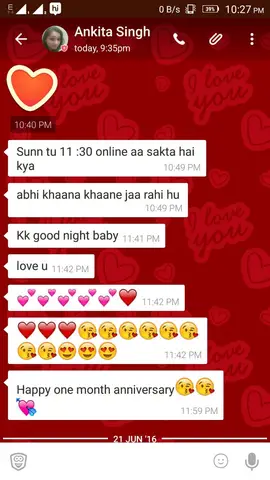 0 B/s 39% 10:27 PM
Ankita Singh
today, 9:35pm
10:40 PM
Sunn tu 11 :30 online aa sakta hai
kya
10:49 PM
abhi khaana khaane jaa rahi hu
10:49 PM
Kk good night baby 11:41 PM
love u 11:42 PM
💕💕💕💕💕💕❤ 11:42 PM
❤❤❤😘😘😘😘😘😘
😘😘😍😍😍
11:42 PM
Happy one month anniversary😘😘
💘
11:59 PM
21 JUN '16
I love you
I love you
I love you